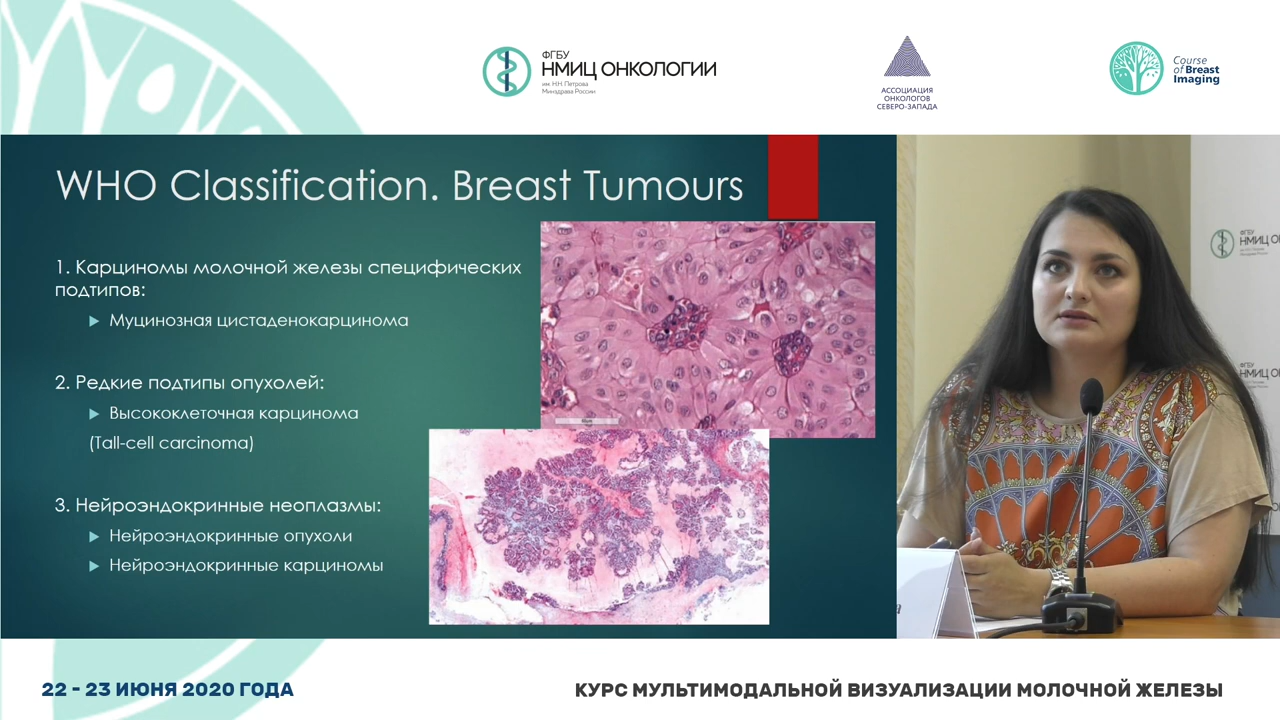 ФГБУ
НМИЦ ОНКОЛОГИИ
им. Н.Н. Петрова
Минздрава России
АССОЦИАЦИЯ
ОНКОЛОГОВ
СЕВЕРО-ЗАПАДА
Course
of Breast
Imaging
WHO Classification. Breast Tumours
1. Карциномы молочной железы специфических
подтипов:
Муцинозная цистаденокарцинома
2. Редкие подтипы опухолей:
Высококлеточная карцинома
(Tall-cell carcinoma)
3. Нейроэндокринные неоплазмы:
Нейроэндокринные опухоли
Нейроэндокринные карциномы
ФГБУ
НМИЦ
22 - 23 ИЮНЯ 2020 ГОДА
КУРС МУЛЬТИМОДАЛЬНОЙ ВИЗУАЛИЗАЦИИ МОЛОЧНОЙ ЖЕЛЕЗЫ